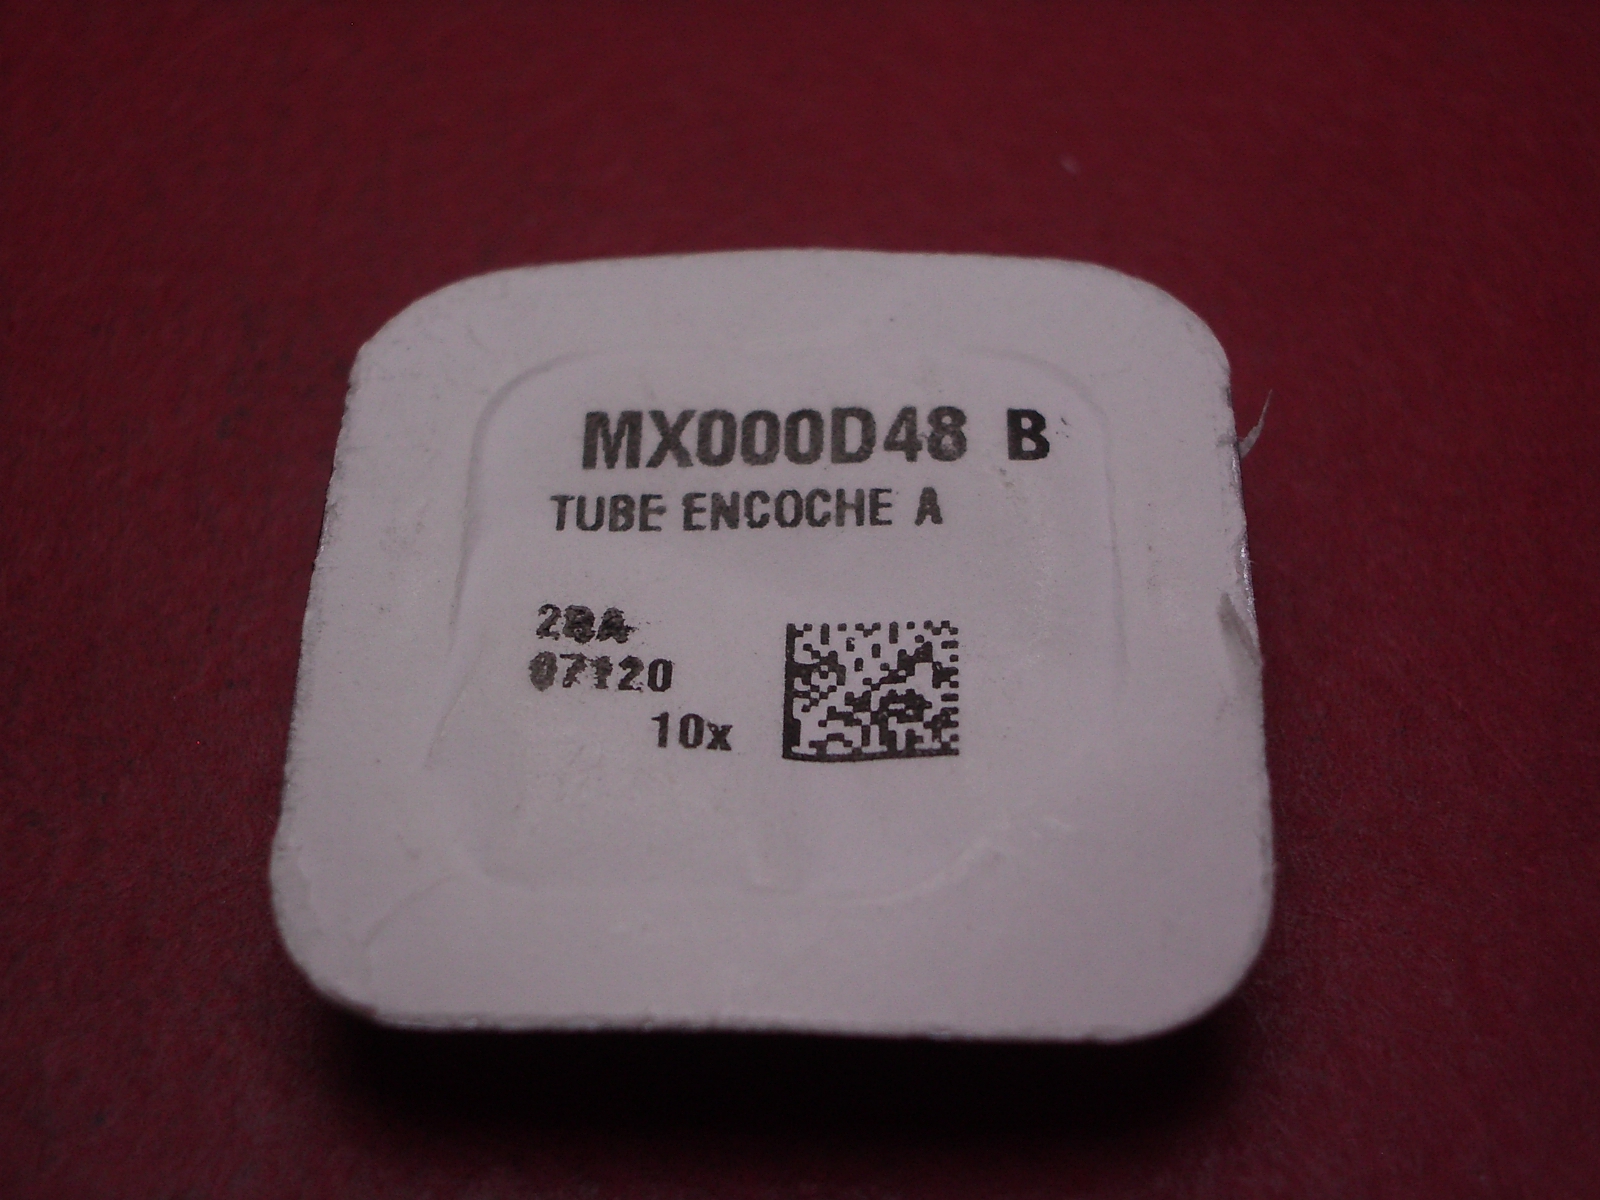 MX000D48 B
TUBE ENCOCHE A
07120
10x